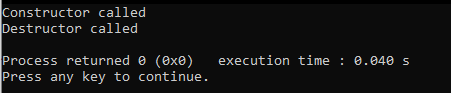 Constructor called
Destructor called
Process returned 0 (0x0)   execution time : 0.040 s
Press any key to continue.